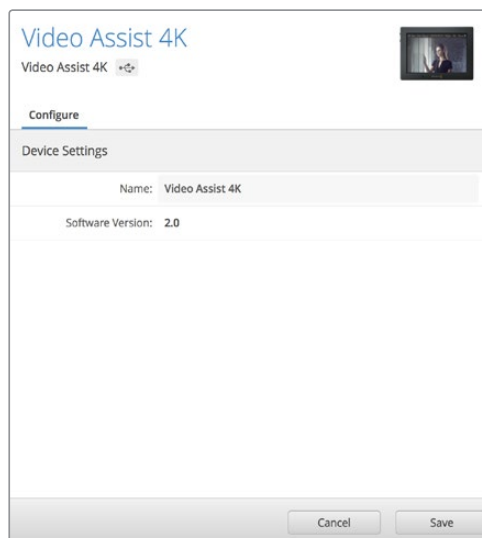 Video Assist 4K
Video Assist 4K
Configure
Device Settings
Name: Video Assist 4K
Software Version: 2.0
Cancel Save